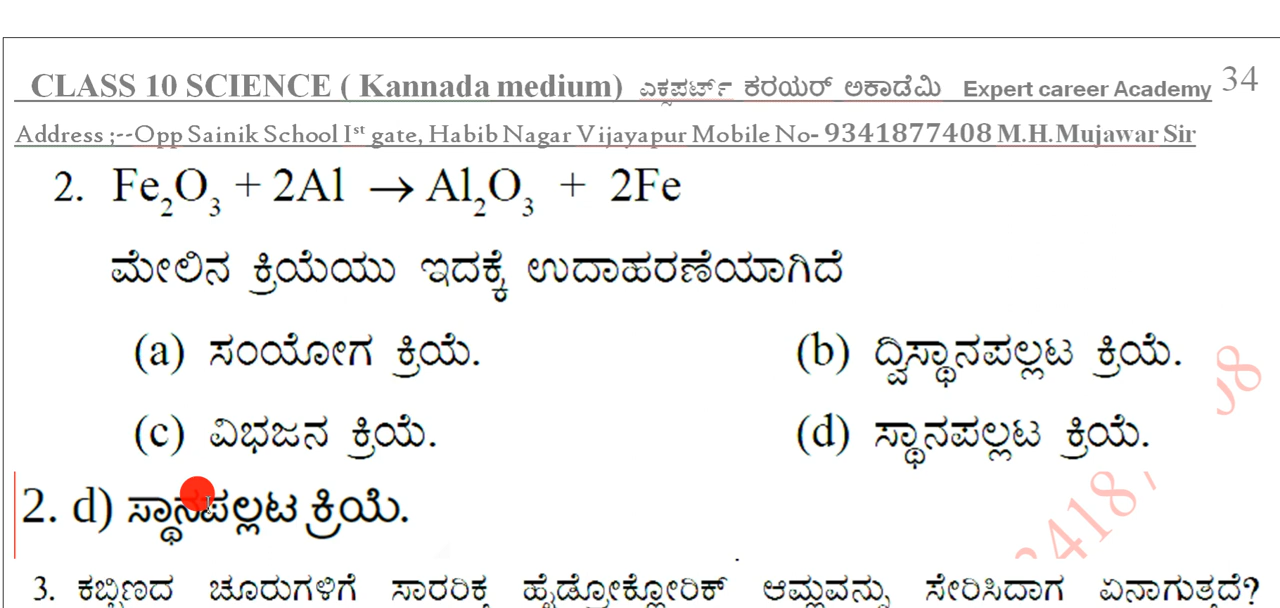 CLASS 10 SCIENCE ( Kannada medium) ಎಕ್ಸಪರ್ಟ್ ಕರಯರ್ ಅಕಾಡೆಮಿ Expert career Academy 34
Address ;--Opp Sainik School Ist gate, Habib Nagar Vijayapur Mobile No- 9341877408 M.H.Mujawar Sir
2. Fe₂O₃ + 2Al → Al₂O₃ + 2Fe
ಮೇಲಿನ ಕ್ರಿಯೆಯು ಇದಕ್ಕೆ ಉದಾಹರಣೆಯಾಗಿದೆ
(a) ಸಂಯೋಗ ಕ್ರಿಯೆ. (b) ದ್ವಿಸ್ಥಾನಪಲ್ಲಟ ಕ್ರಿಯೆ.
(c) ವಿಭಜನ ಕ್ರಿಯೆ. (d) ಸ್ಥಾನಪಲ್ಲಟ ಕ್ರಿಯೆ.
2. d) ಸ್ಥಾನಪಲ್ಲಟ ಕ್ರಿಯೆ.
3. ಕಬ್ಬಿಣದ ಚೂರುಗಳಿಗೆ ಸಾರರಿಕ್ತ ಹೈಡ್ರೋಕ್ಲೋರಿಕ್ ಆಮ್ಲವನ್ನು ಸೇರಿಸಿದಾಗ ಏನಾಗುತ್ತದೆ?